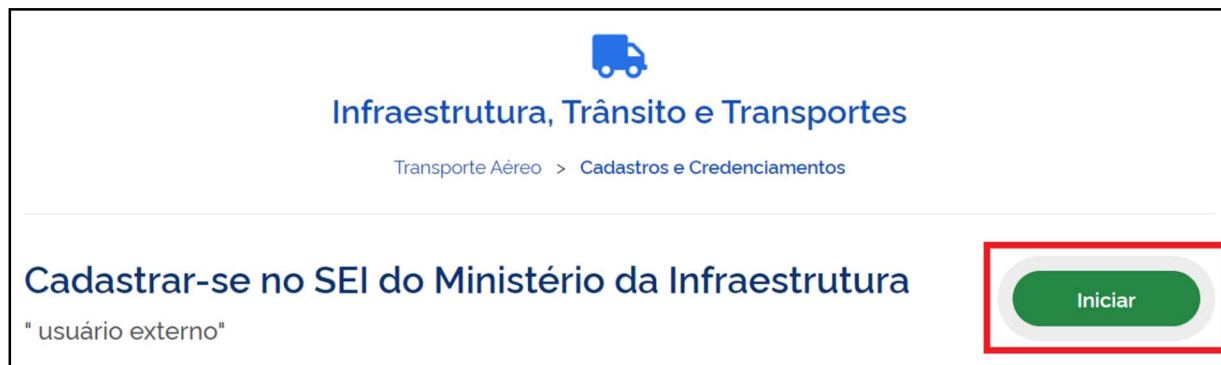 Infraestrutura, Trânsito e Transportes
Transporte Aéreo > Cadastros e Credenciamentos
Cadastrar-se no SEI do Ministério da Infraestrutura
Iniciar
" usuário externo"